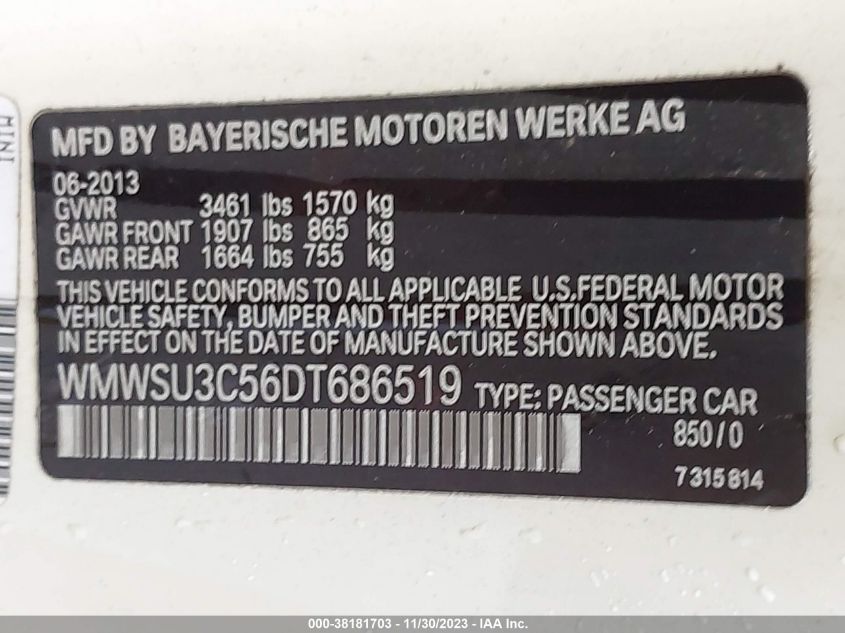 MFD BY BAYERISCHE MOTOREN WERKE AG
06-2013
GVWR 3461 lbs 1570 kg
GAWR FRONT 1907 lbs 865 kg
GAWR REAR 1664 lbs 755 kg
THIS VEHICLE CONFORMS TO ALL APPLICABLE U.S.FEDERAL MOTOR
VEHICLE SAFETY, BUMPER AND THEFT PREVENTION STANDARDS
IN EFFECT ON THE DATE OF MANUFACTURE SHOWN ABOVE.
WMWSU3C56DT686519 TYPE: PASSENGER CAR
850/0
7315814
MINI
000-38181703 - 11/30/2023 - IAA Inc.